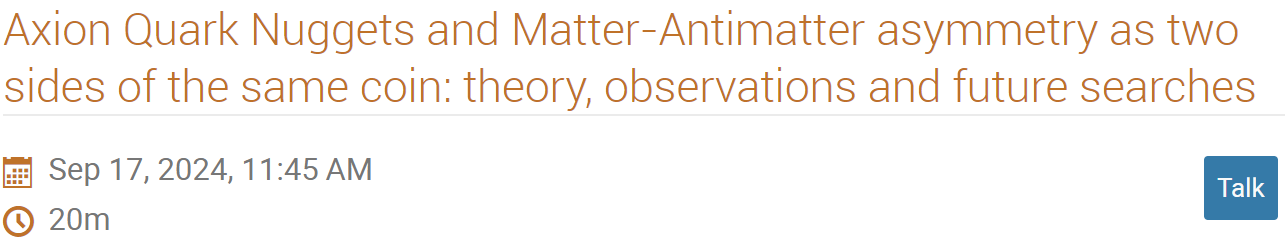 Axion Quark Nuggets and Matter-Antimatter asymmetry as two
sides of the same coin: theory, observations and future searches
Sep 17, 2024, 11:45 AM
Talk
20m